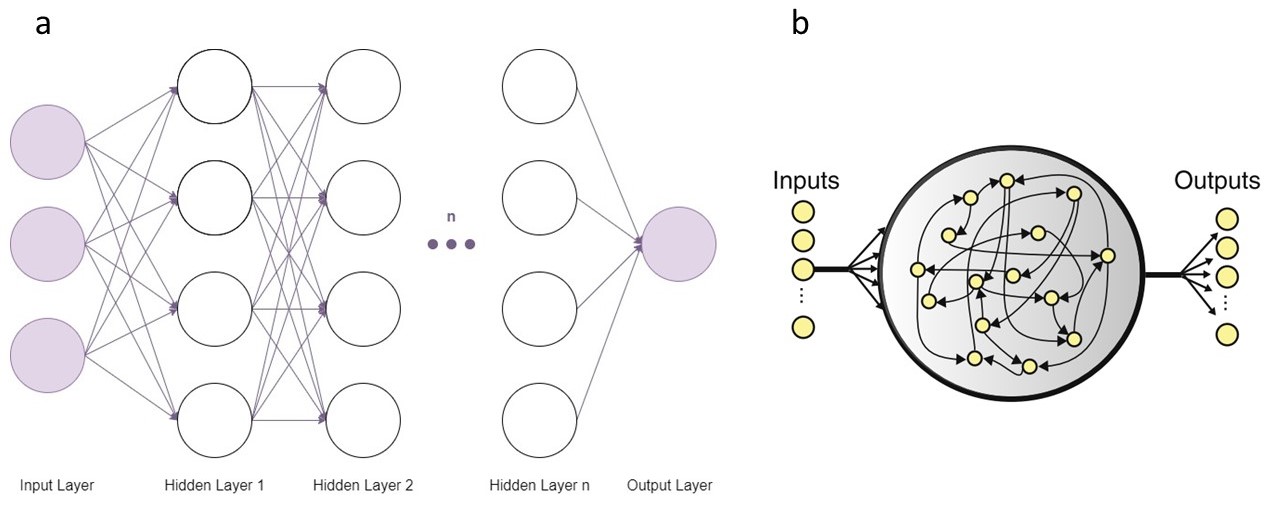 a
n
Input Layer
Hidden Layer 1
Hidden Layer 2
Hidden Layer n
Output Layer
b
Inputs
Outputs